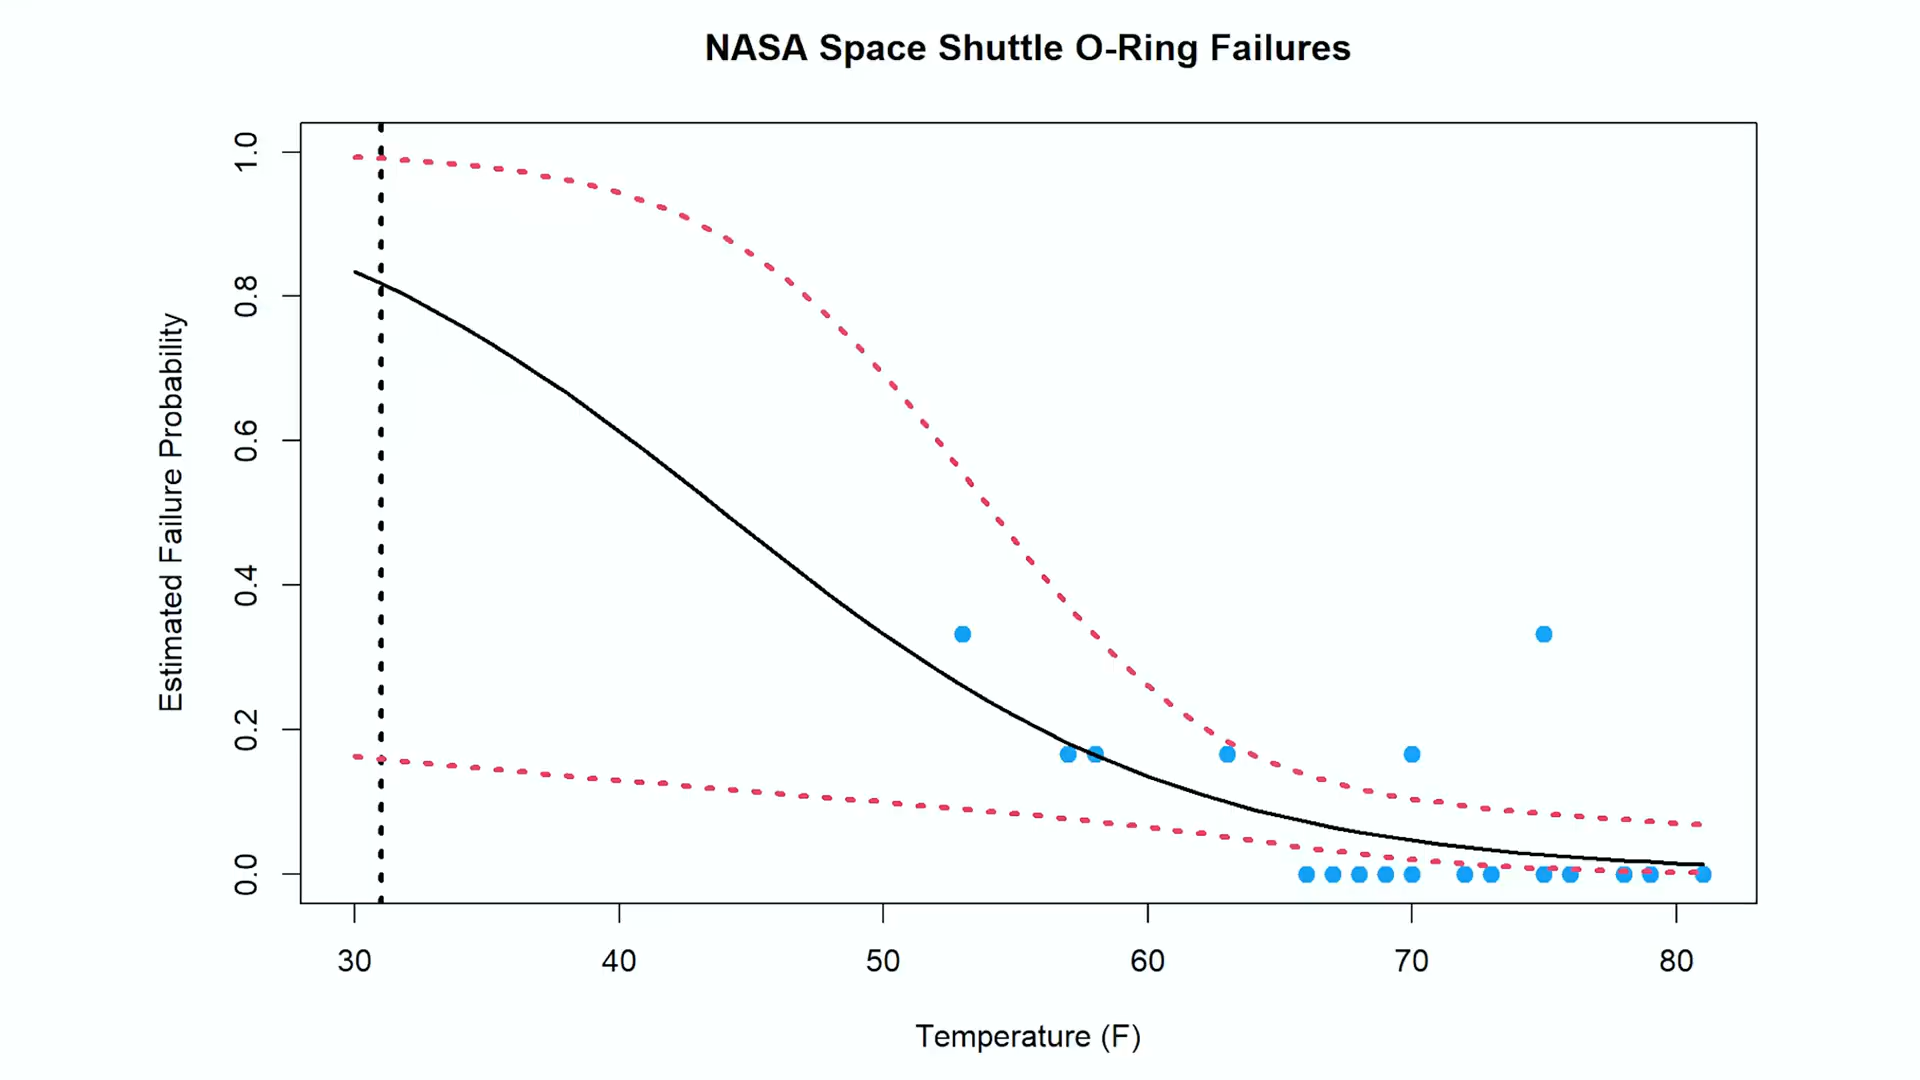 NASA Space Shuttle O-Ring Failures
Estimated Failure Probability
1.0
0.8
0.6
0.4
0.2
0.0
30 40 50 60 70 80
Temperature (F)